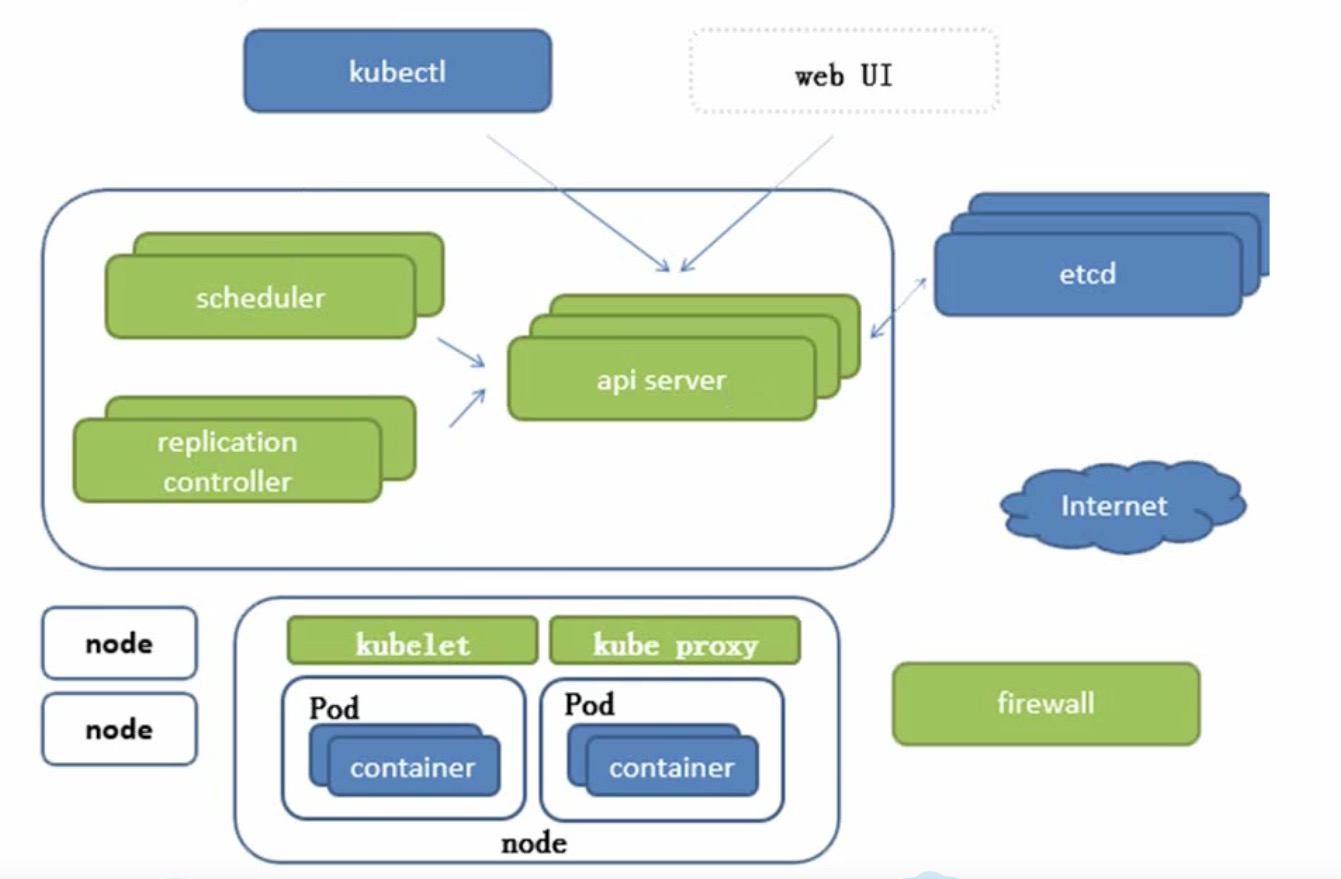 kubectl
web UI
scheduler
etcd
api server
replication
controller
Internet
node
kubelet
kube proxy
node
Pod
Pod
container
container
firewall
node